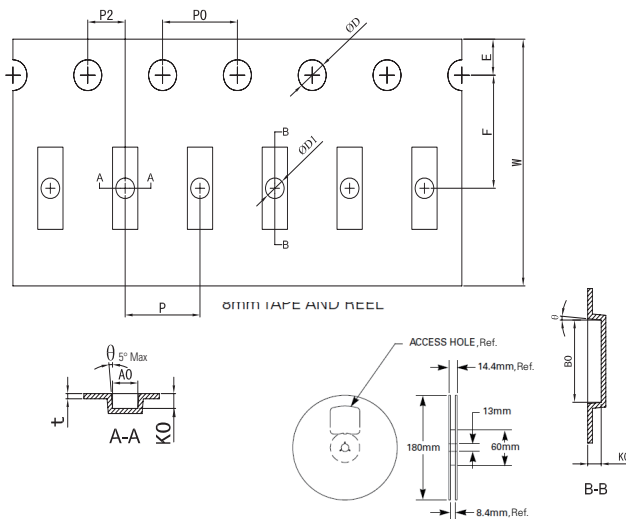 P2
P0
ØD
E
F
W
B
ØD1
A
A
B
P
8mm TAPE AND REEL
θ 5° Max
A0
t
K0
A-A
ACCESS HOLE, Ref.
14.4mm, Ref.
13mm
180mm
60mm
8.4mm, Ref.
θ
B0
K0
B-B